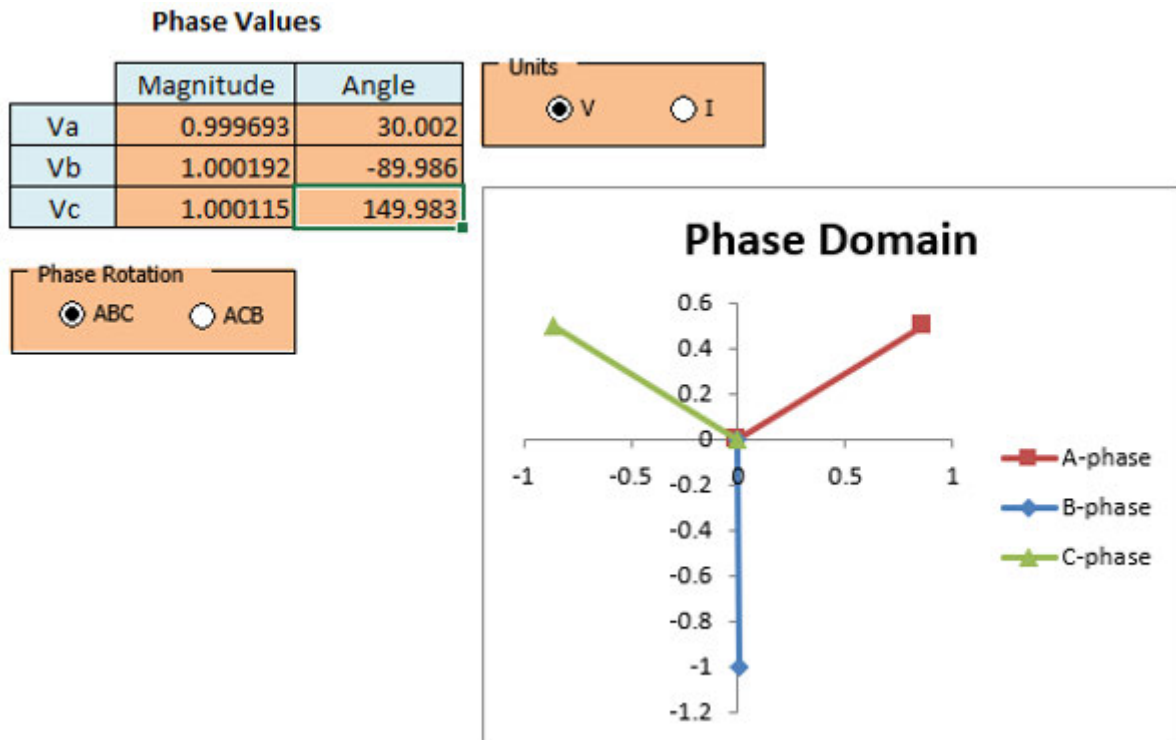 Phase Values
Magnitude Angle
Va 0.999693 30.002
Vb 1.000192 -89.986
Vc 1.000115 149.983
Units
V I
Phase Rotation
ABC ACB
Phase Domain
0.6
0.4
0.2
0
-0.2
-0.4
-0.6
-0.8
-1
-1.2
-1 -0.5 0 0.5 1
A-phase
B-phase
C-phase